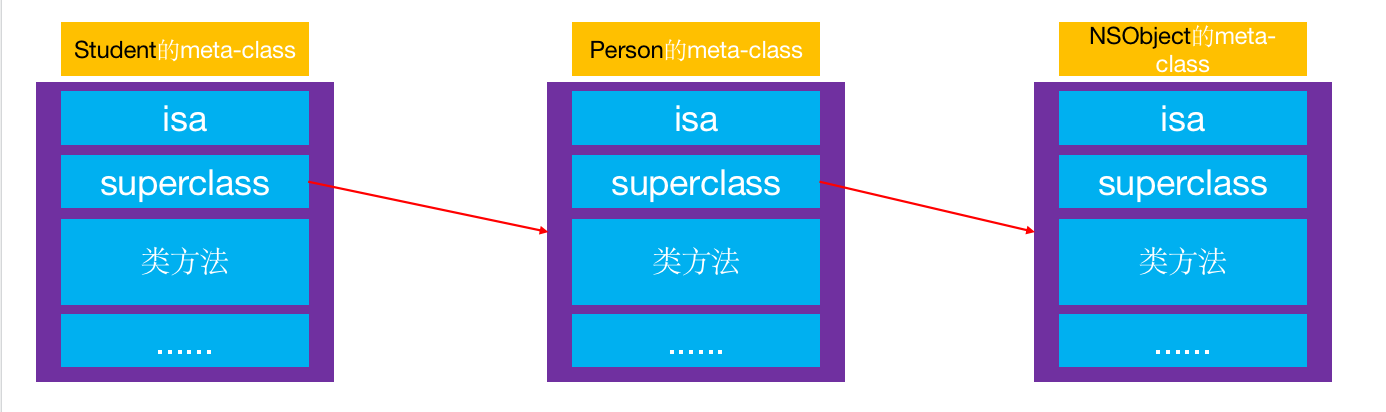 Student的meta-class
isa
superclass
类方法
......
Person的meta-class
isa
superclass
类方法
......
NSObject的meta-
class
isa
superclass
类方法
......